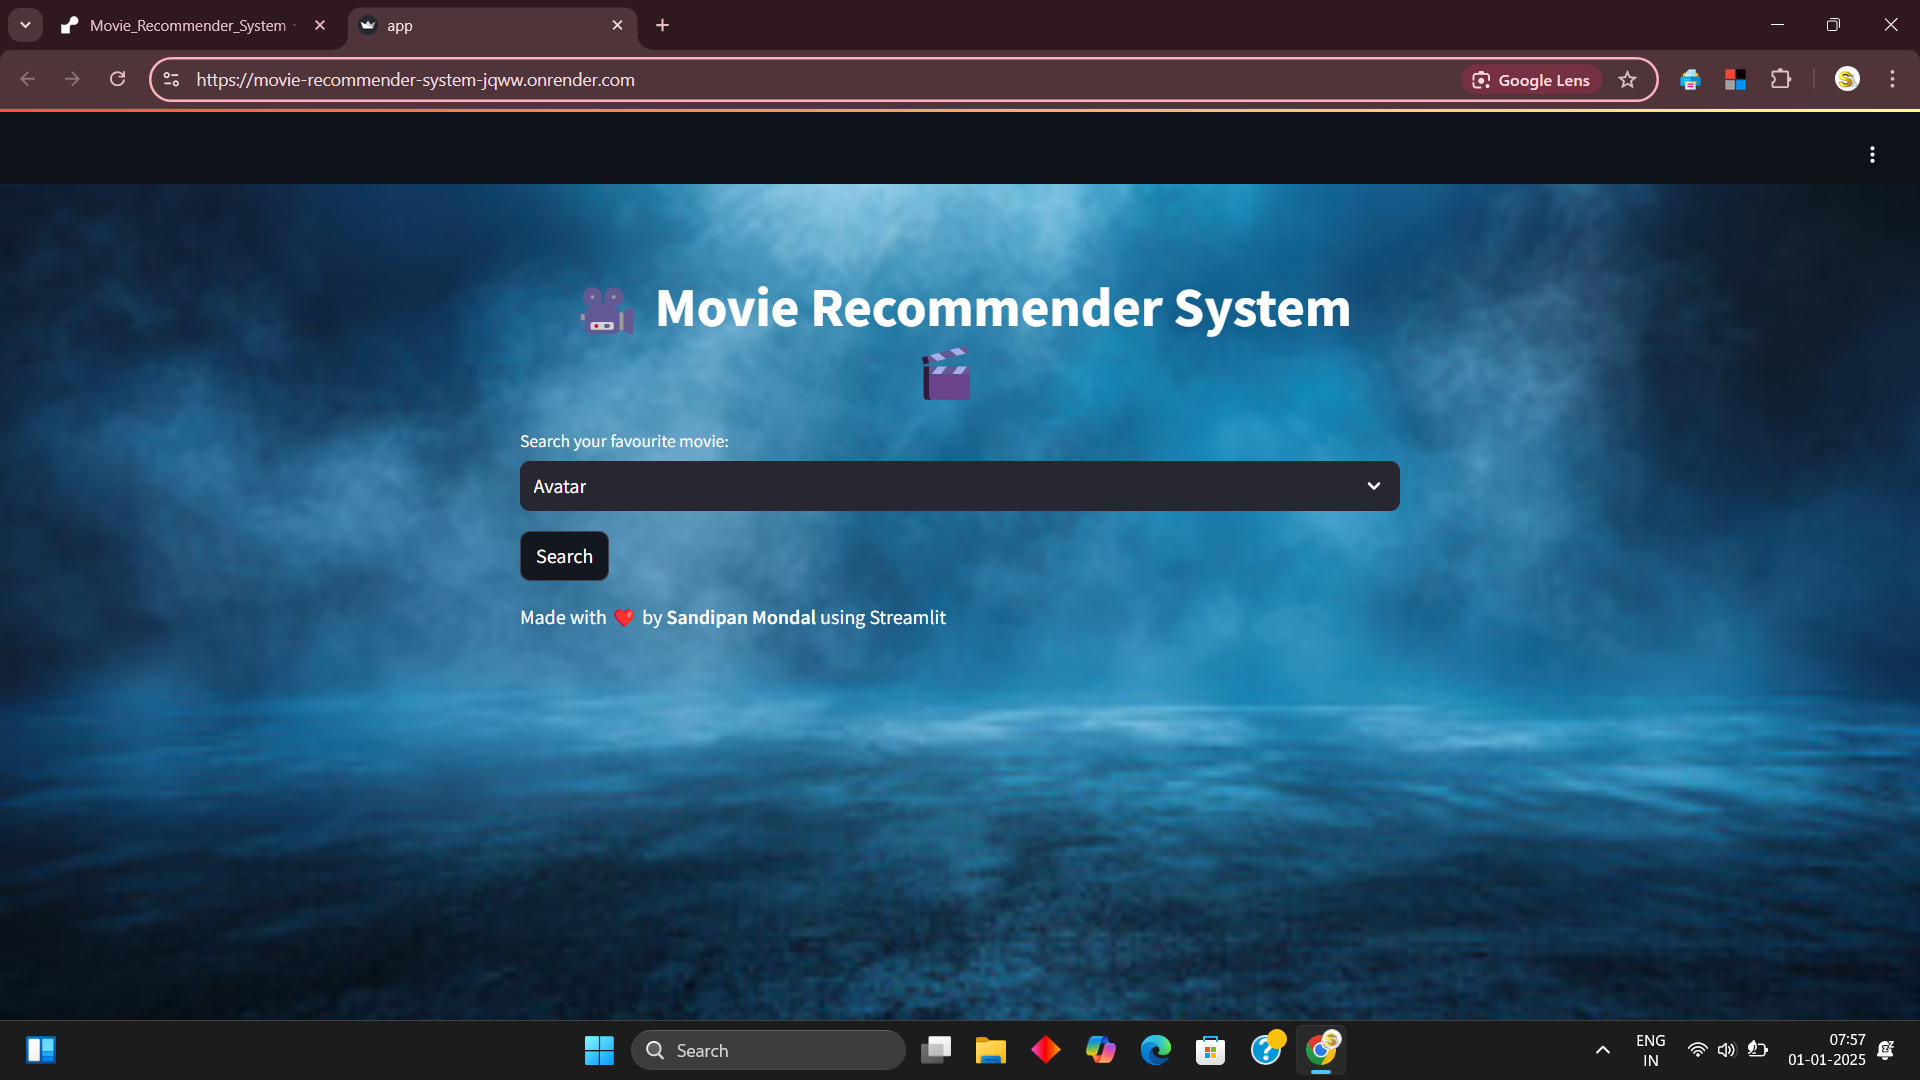 Movie_Recommender_System
app
https://movie-recommender-system-jqww.onrender.com
Google Lens
Movie Recommender System
Search your favourite movie:
Avatar
Search
Made with ❤️ by Sandipan Mondal using Streamlit
Search
ENG
IN
07:57
01-01-2025